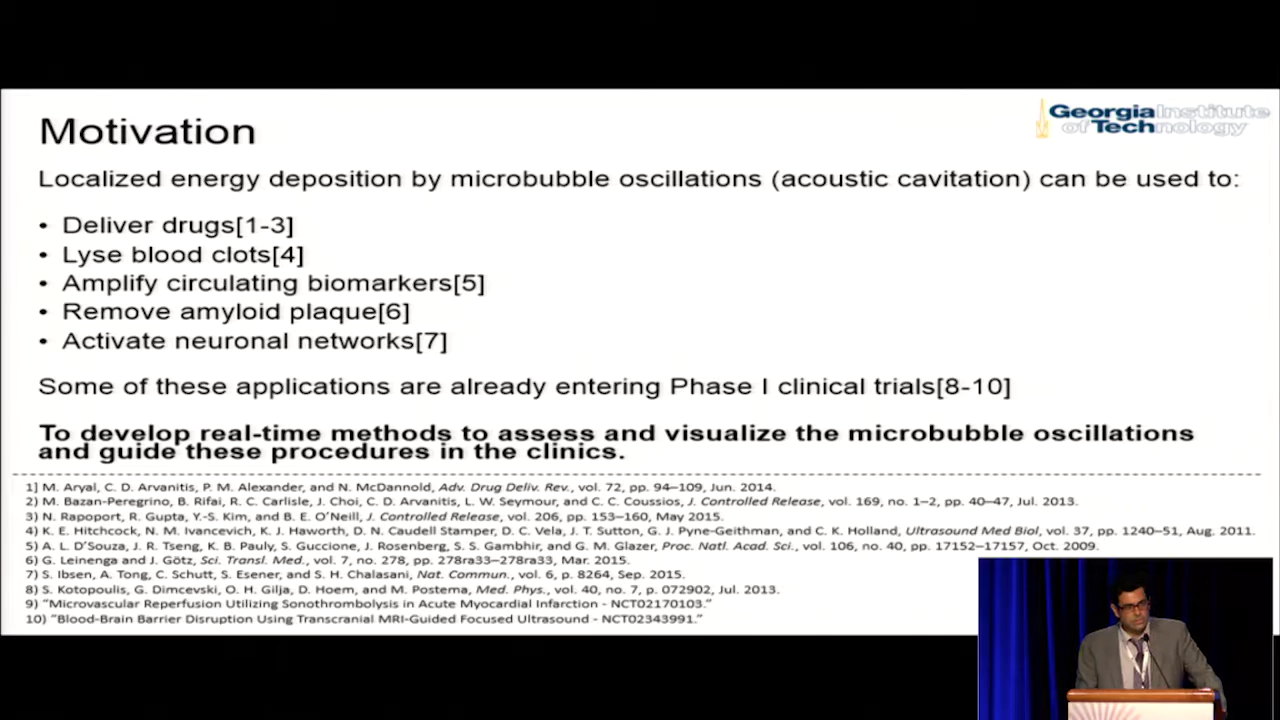 Motivation
Georgia Institute
of Technology
Localized energy deposition by microbubble oscillations (acoustic cavitation) can be used to:
• Deliver drugs[1-3]
• Lyse blood clots[4]
• Amplify circulating biomarkers[5]
• Remove amyloid plaque[6]
• Activate neuronal networks[7]
Some of these applications are already entering Phase I clinical trials[8-10]
To develop real-time methods to assess and visualize the microbubble oscillations
and guide these procedures in the clinics.
1] M. Aryal, C. D. Arvanitis, P. M. Alexander, and N. McDannold, Adv. Drug Deliv. Rev., vol. 72, pp. 94–109, Jun. 2014.
2) M. Bazan-Peregrino, B. Rifai, R. C. Carlisle, J. Choi, C. D. Arvanitis, L. W. Seymour, and C. C. Coussios, J. Controlled Release, vol. 169, no. 1–2, pp. 40–47, Jul. 2013.
3) N. Rapoport, R. Gupta, Y.-S. Kim, and B. E. O'Neill, J. Controlled Release, vol. 206, pp. 153–160, May 2015.
4) K. E. Hitchcock, N. M. Ivancevich, K. J. Haworth, D. N. Caudell Stamper, D. C. Vela, J. T. Sutton, G. J. Pyne-Geithman, and C. K. Holland, Ultrasound Med Biol, vol. 37, pp. 1240–51, Aug. 2011.
5) A. L. D'Souza, J. R. Tseng, K. B. Pauly, S. Guccione, J. Rosenberg, S. S. Gambhir, and G. M. Glazer, Proc. Natl. Acad. Sci., vol. 106, no. 40, pp. 17152–17157, Oct. 2009.
6) G. Leinenga and J. Götz, Sci. Transl. Med., vol. 7, no. 278, pp. 278ra33–278ra33, Mar. 2015.
7) S. Ibsen, A. Tong, C. Schutt, S. Esener, and S. H. Chalasani, Nat. Commun., vol. 6, p. 8264, Sep. 2015.
8) S. Kotopoulis, G. Dimcevski, O. H. Gilja, D. Hoem, and M. Postema, Med. Phys., vol. 40, no. 7, p. 072902, Jul. 2013.
9) "Microvascular Reperfusion Utilizing Sonothrombolysis in Acute Myocardial Infarction - NCT02170103."
10) "Blood-Brain Barrier Disruption Using Transcranial MRI-Guided Focused Ultrasound - NCT02343991."